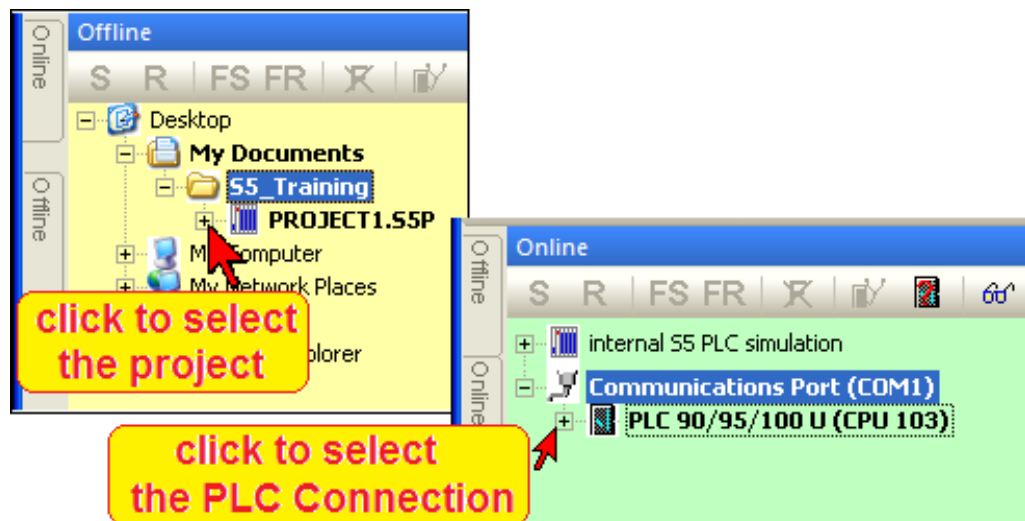 Online
Offline
Offline
S R FS FR
Desktop
My Documents
S5_Training
PROJECT1.S5P
My Computer
My Network Places
plorer
click to select
the project
Offline
Online
Online
S R FS FR
internal S5 PLC simulation
Communications Port (COM1)
PLC 90/95/100 U (CPU 103)
click to select
the PLC Connection